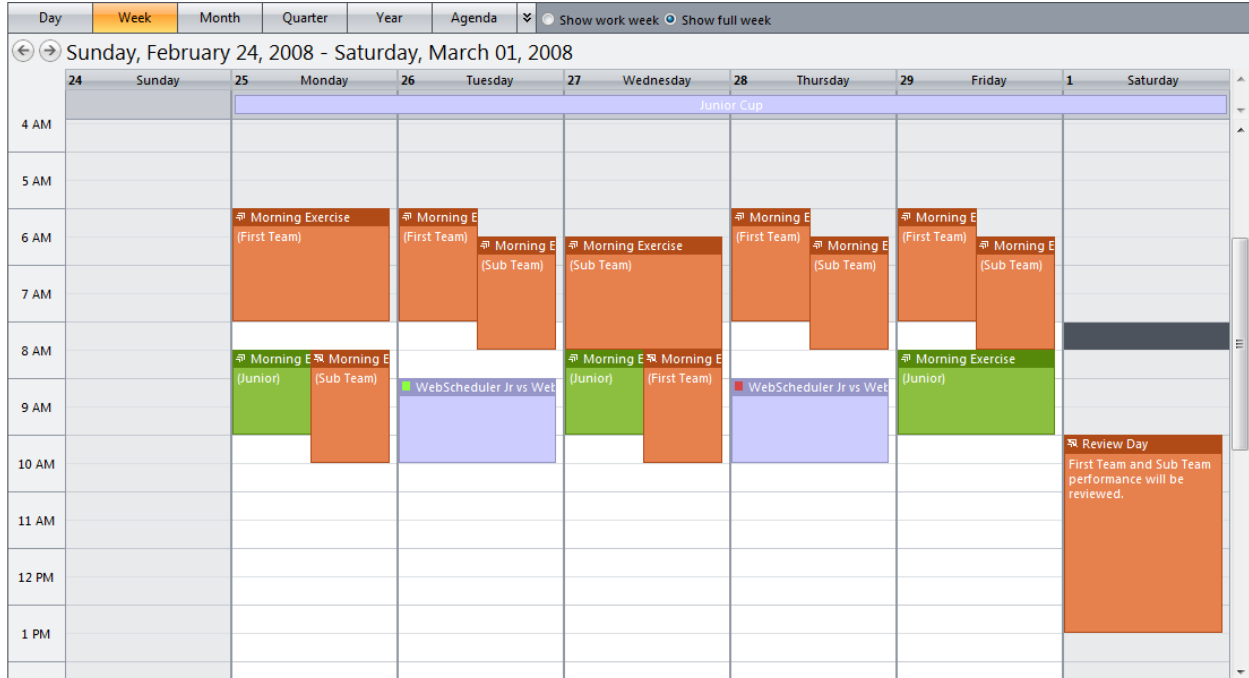 Day Week Month Quarter Year Agenda Show work week Show full week
Sunday, February 24, 2008 - Saturday, March 01, 2008
24 Sunday 25 Monday 26 Tuesday 27 Wednesday 28 Thursday 29 Friday 1 Saturday
Junior Cup
4 AM
5 AM
Morning Exercise Morning E Morning E Morning E
(First Team) (First Team) (First Team) (First Team)
6 AM
Morning E Morning Exercise Morning E Morning E
(Sub Team) (Sub Team) (Sub Team) (Sub Team)
7 AM
8 AM
Morning E Morning E Morning E Morning E Morning Exercise
(Junior) (Sub Team) (Junior) (First Team) (Junior)
WebScheduler Jr vs Wet WebScheduler Jr vs Wet
9 AM
Review Day
10 AM
First Team and Sub Team
performance will be
reviewed.
11 AM
12 PM
1 PM